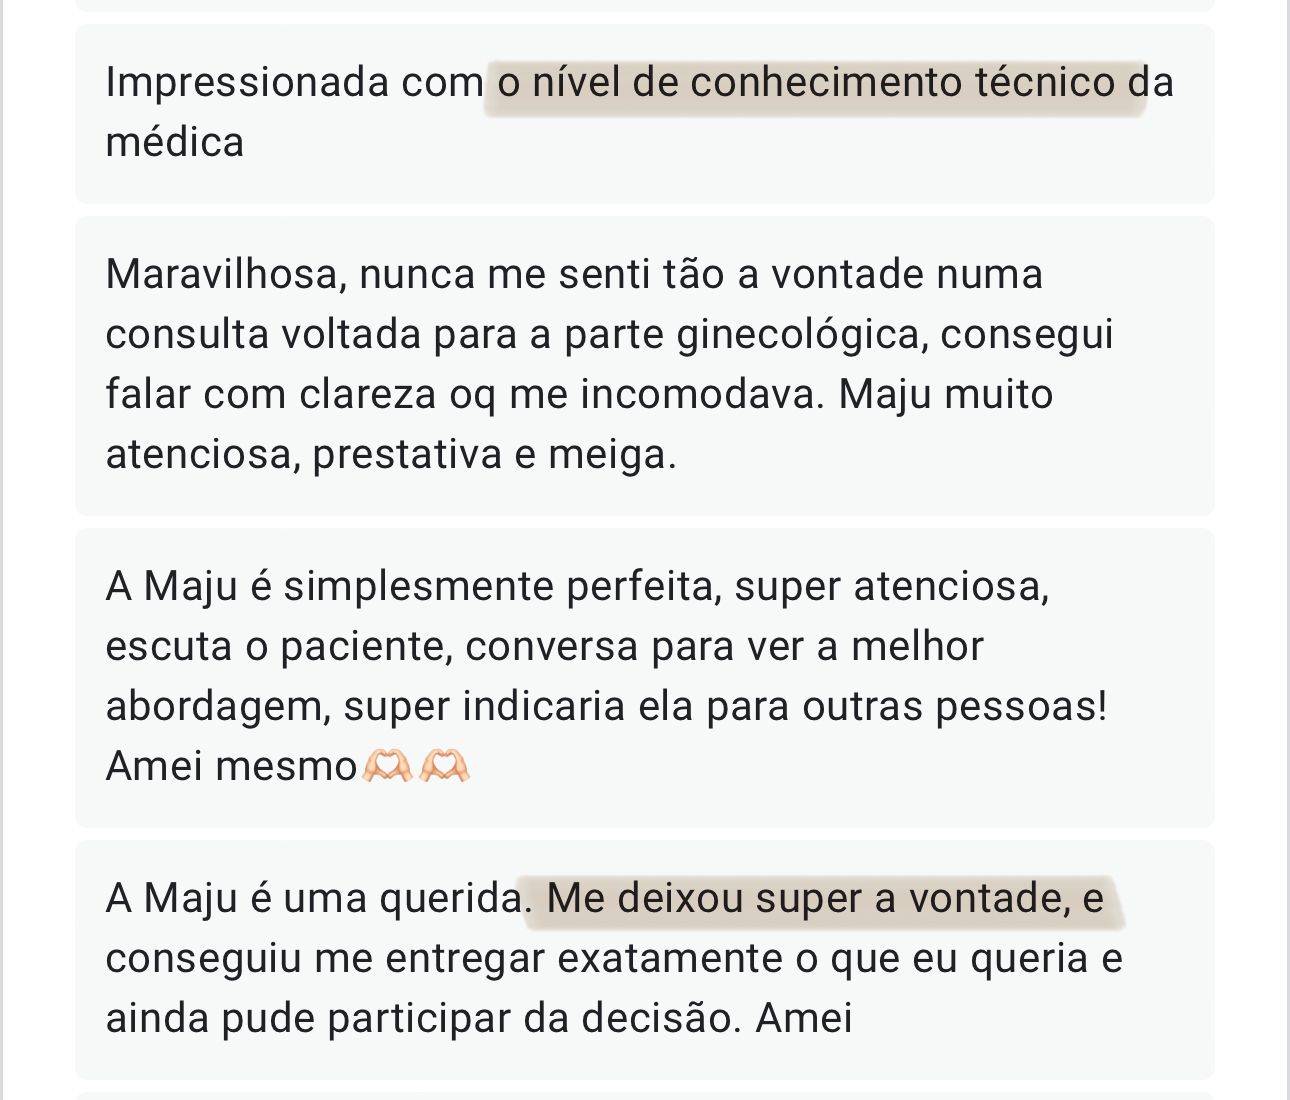 Impressionada com o nível de conhecimento técnico da
médica
Maravilhosa, nunca me senti tão a vontade numa
consulta voltada para a parte ginecológica, consegui
falar com clareza oq me incomodava. Maju muito
atenciosa, prestativa e meiga.
A Maju é simplesmente perfeita, super atenciosa,
escuta o paciente, conversa para ver a melhor
abordagem, super indicaria ela para outras pessoas!
Amei mesmo🫶🏻🫶🏻
A Maju é uma querida. Me deixou super a vontade, e
conseguiu me entregar exatamente o que eu queria e
ainda pude participar da decisão. Amei